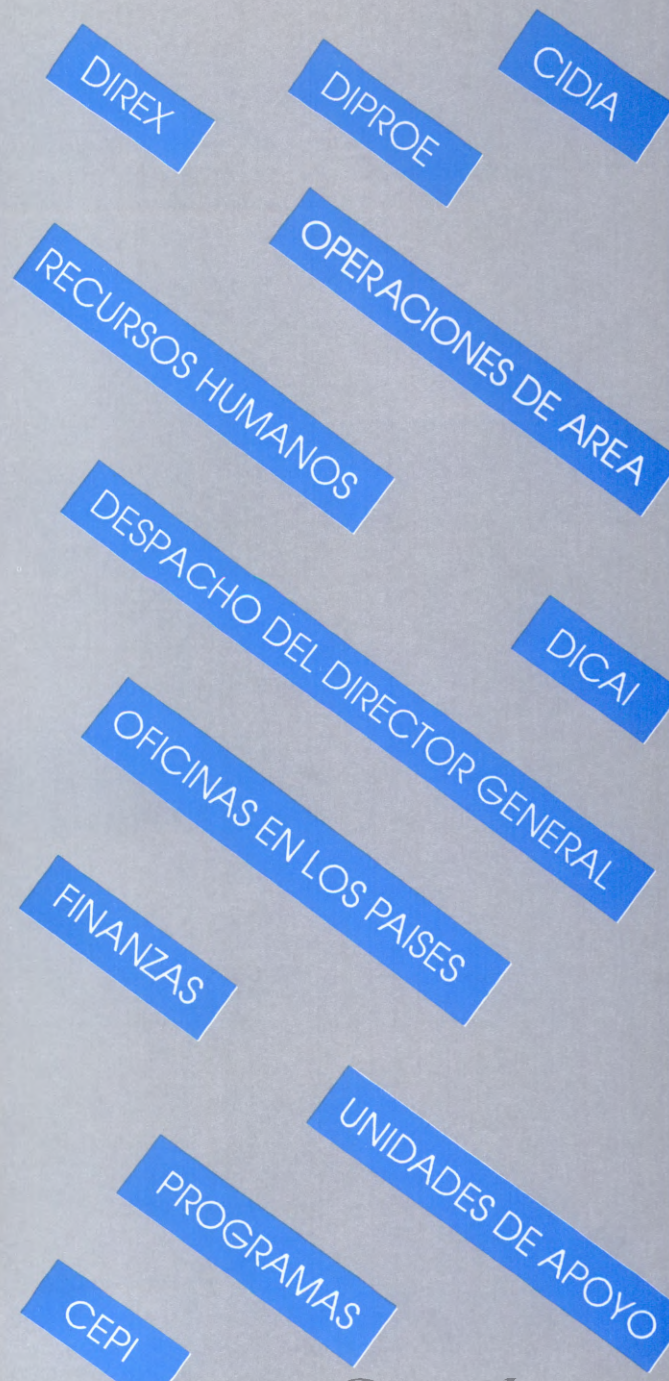 DIREX
DIPROE
CIDIA
OPERACIONES DE AREA
RECURSOS HUMANOS
DESPACHO DEL DIRECTOR GENERAL
DICAI
OFICINAS EN LOS PAISES
FINANZAS
UNIDADES DE APOYO
PROGRAMAS
CEPI